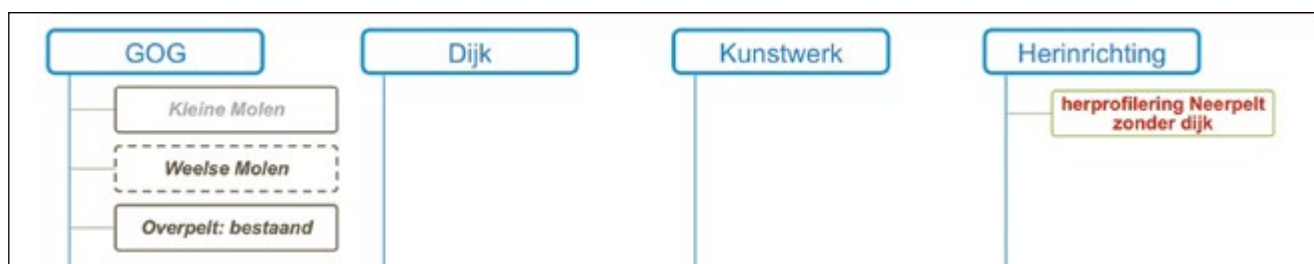 GOG
Dijk
Kunstwerk
Herinrichting
Kleine Molen
Weelse Molen
Overpelt: bestaand
herprofilering Neerpelt
zonder dijk